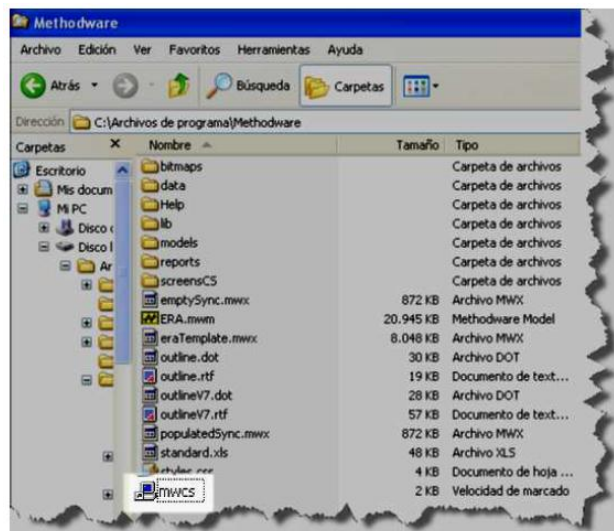 Methodware
Archivo Edición Ver Favoritos Herramientas Ayuda
Atrás Búsqueda Carpetas
Dirección C:\Archivos de programa\Methodware
Carpetas × Nombre Tamaño Tipo
Escritorio bitmaps Carpeta de archivos
Mis docum data Carpeta de archivos
Mi PC Help Carpeta de archivos
Disco lib Carpeta de archivos
Disco l models Carpeta de archivos
Ar reports Carpeta de archivos
screensCS Carpeta de archivos
emptySync.mwx 872 KB Archivo MWX
ERA.mwm 20.945 KB Methodware Model
eraTemplate.mwx 8.048 KB Archivo MWX
outline.dot 30 KB Archivo DOT
outline.rtf 19 KB Documento de text...
outlineV7.dot 28 KB Archivo DOT
outlineV7.rtf 57 KB Documento de text...
populatedSync.mwx 872 KB Archivo MWX
standard.xls 48 KB Archivo XLS
styles.css 4 KB Documento de hoja ...
mwcs 2 KB Velocidad de marcado